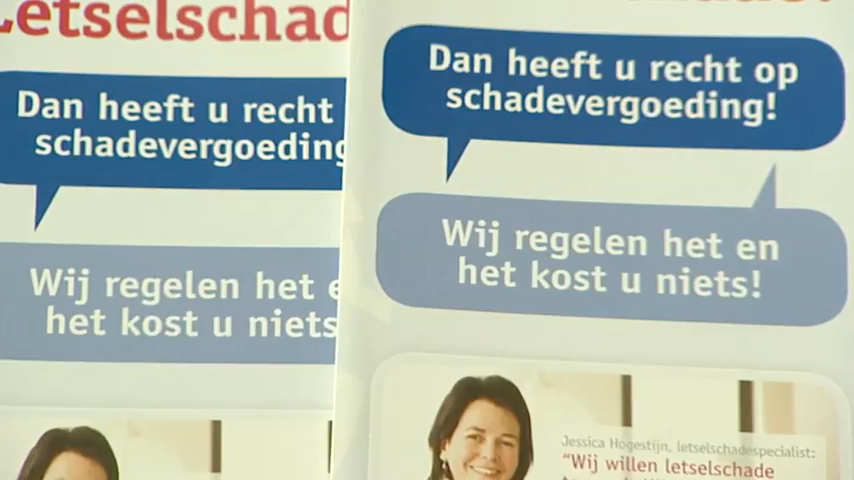 Letselschad
Dan heeft u recht
schadevergoeding
Wij regelen het e
het kost u niets
Dan heeft u recht op
schadevergoeding!
Wij regelen het en
het kost u niets!
Jessica Hogestijn, letselschadespecialist:
"Wij willen letselschade